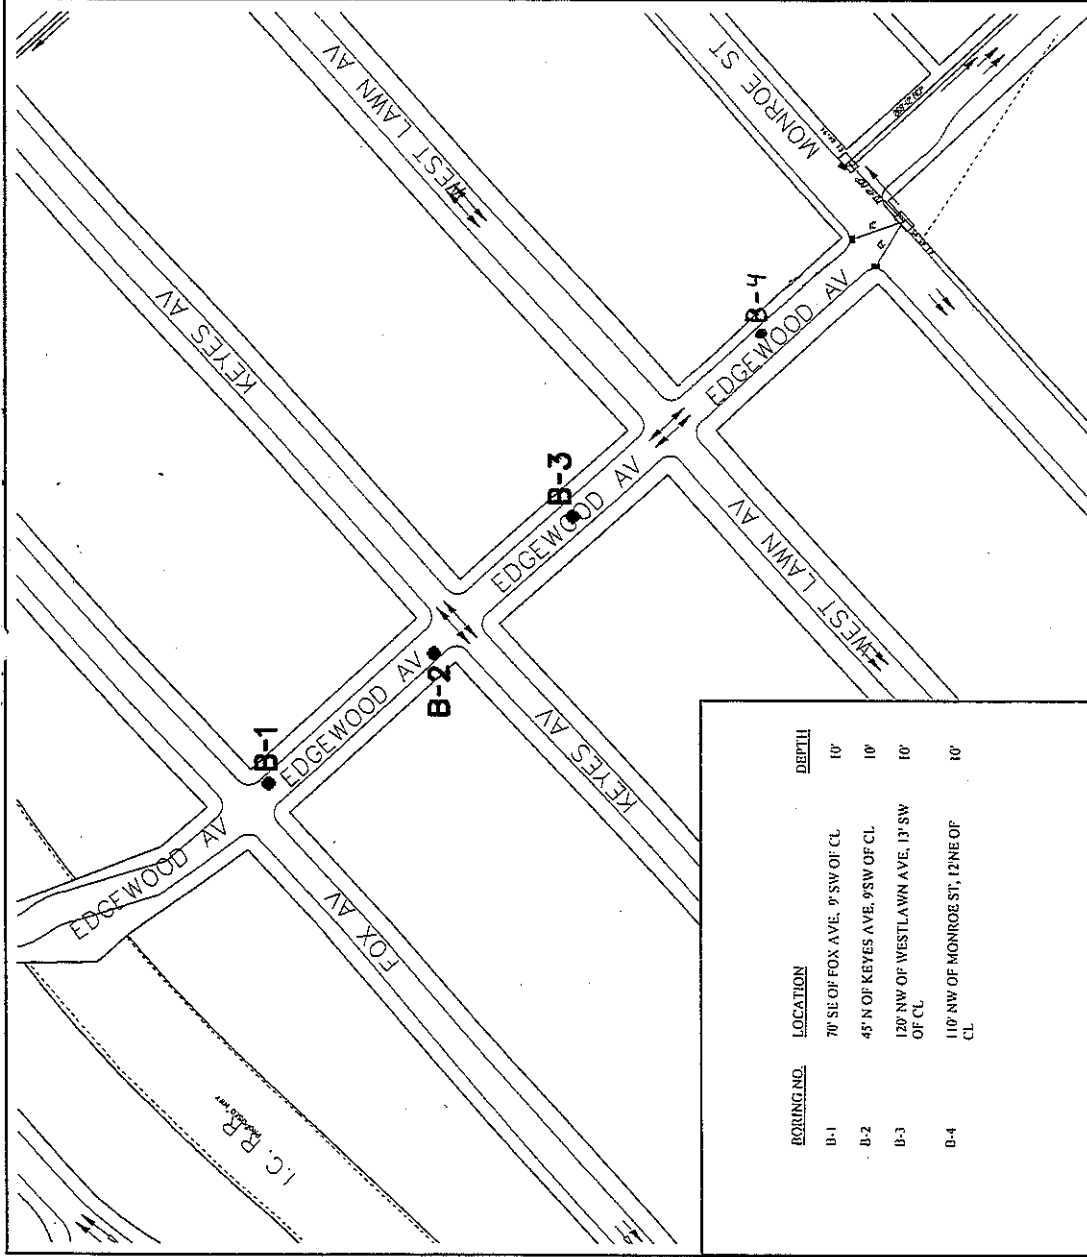 KEYES AV
WEST LAWN AV
MONROE ST
EDGEWOOD AV
B-1
EDGEWOOD AV
B-2
EDGEWOOD AV
B-3
EDGEWOOD AV
B-4
FOX AV
KEYES AV
WEST LAWN AV
I.C. R.R.
BORING NO. LOCATION DEPTH
B-1 70' SE OF FOX AVE, 9' SW OF CL 10'
B-2 45' N OF KEYES AVE, 9'SW OF CL 10'
B-3 120' NW OF WESTLAWN AVE, 13' SW 10'
OF CL
B-4 110' NW OF MONROE ST, 12'NE OF 10'
CL